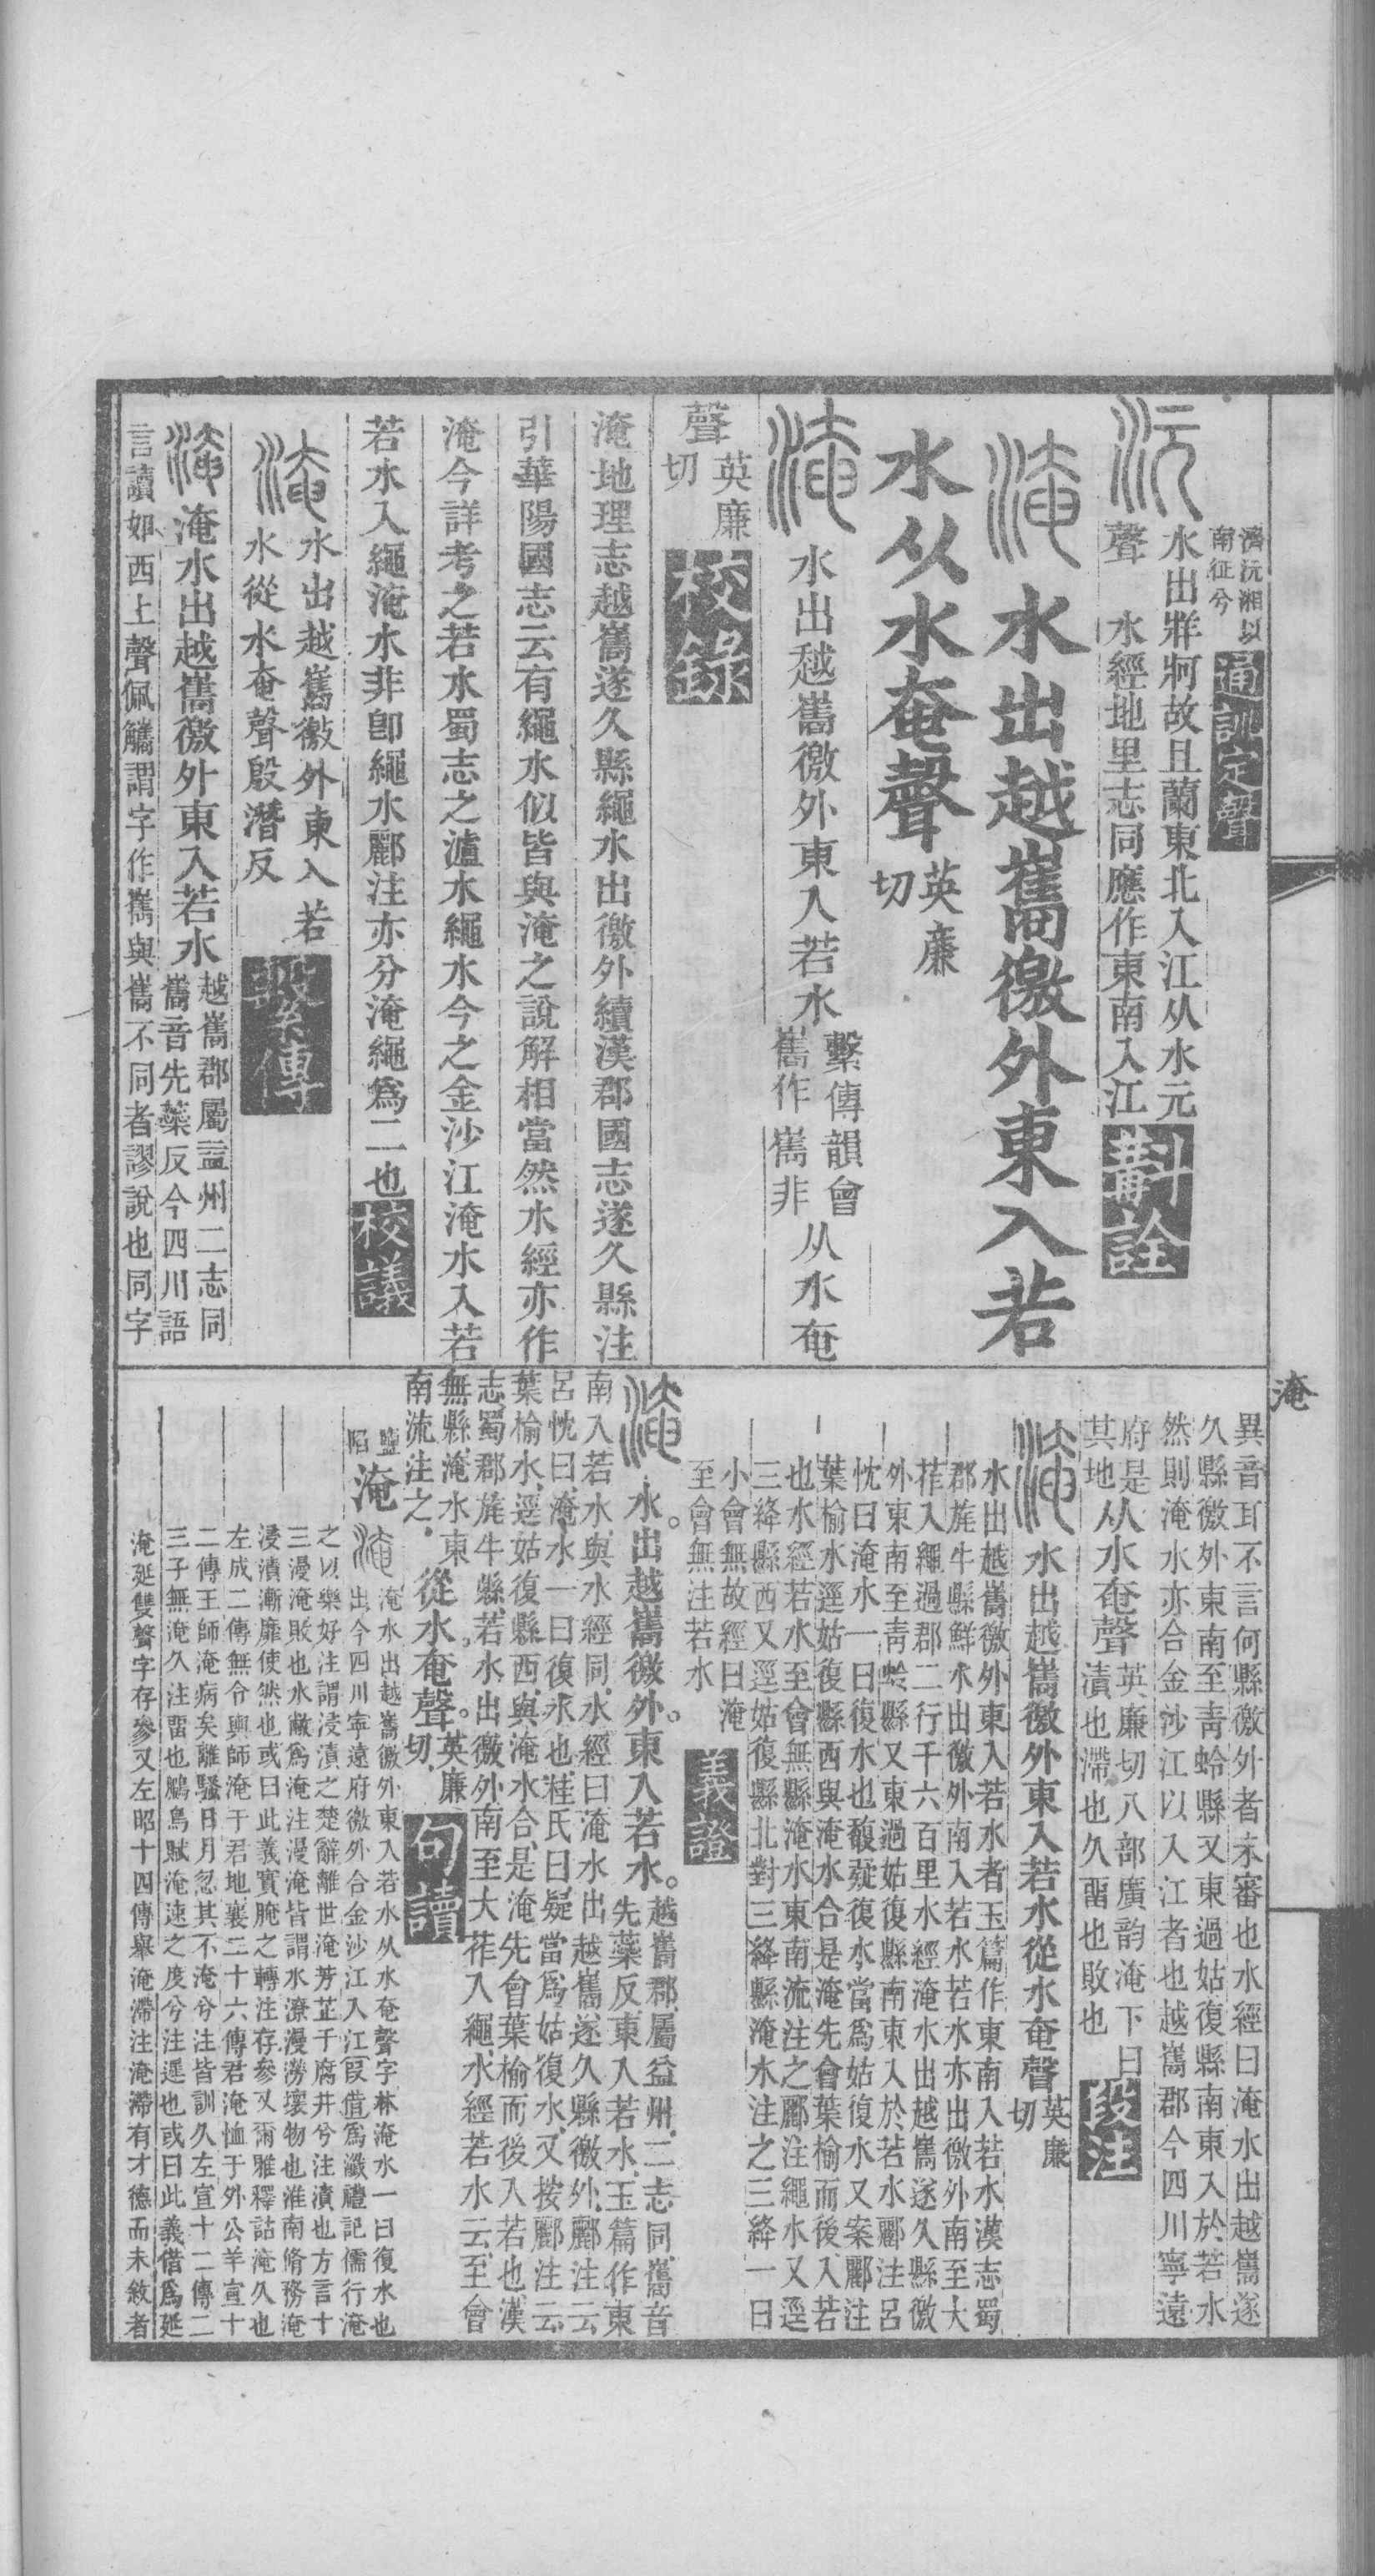 濟沅湘以
南征兮
通訓定聲
沅
水出牂牁故且蘭東北入江从水元
聲　水經地里志同應作東南入江
斠詮
淹水出越巂徼外東入若
水从水奄聲
英廉
切
淹
水出越巂徼外東入若水
繫傳韻會
巂作嶲非
从水奄
聲
英廉
切
校錄
淹地理志越巂遂久縣繩水出徼外續漢郡國志遂久縣注
引華陽國志云有繩水似皆與淹之說解相當然水經亦作
淹今詳考之若水蜀志之瀘水繩水今之金沙江淹水入若
若水入繩淹水非卽繩水酈注亦分淹繩爲二也
校議
淹
水出越巂徼外東入若
水從水奄聲殷潛反
繫傳
淹淹水出越巂徼外東入若水
越巂郡屬益州二志同
巂音先蘂反今四川語
言讀如西上聲佩觿謂字作嶲與巂不同者謬說也同字
淹
異音耳不言何縣徼外者未審也水經曰淹水出越巂遂
久縣徼外東南至青蛉縣又東過姑復縣南東入於若水
然則淹水亦合金沙江以入江者也越巂郡今四川寧遠
府是
其地
从水奄聲
英廉切八部廣韵淹下曰
漬也滯也久畱也敗也
段注
淹水出越巂徼外東入若水從水奄聲
英廉
切
水出越巂徼外東入若水者玉篇作東南入若水漢志蜀
郡旄牛縣鮮水出徼外南入若水若水亦出徼外南至大
莋入繩過郡二行千六百里水經淹水出越巂遂久縣徼
外東南至青蛉縣又東過姑復縣南東入於若水酈注呂
忱曰淹水一曰復水也馥疑復水當爲姑復水又案酈注
葉榆水逕姑復縣西與淹水合是淹先會葉榆而後入若
也水經若水至會無縣淹水東南流注之酈注繩水又逕
三絳縣西又逕姑復縣北對三絳縣淹水注之三絳一曰
小會無故經曰淹
至會無注若水
義證
淹
水出越巂徼外東入若水
越巂郡屬益州二志同巂音
先蘂反東入若水玉篇作東
南入若水與水經同水經曰淹水出越巂遂久縣徼外酈注云
呂忱曰淹水一曰復水也桂氏曰疑當爲姑復水又按酈注云
葉榆水逕姑復縣西與淹水合是淹先會葉榆而後入若也漢
志蜀郡旄牛縣若水出徼外南至大莋入繩水經若水云至會
無縣淹水東
南流注之
從水奄聲
英廉
切
句讀
鹽
䧟
淹
淹
淹水出越巂徼外東入若水从水奄聲字林淹水一曰復水也
出今四川寧遠府徼外合金沙江入江叚借爲瀸禮記儒行淹
之以樂好注謂浸漬之楚辭離世淹芳芷于腐井兮注漬也方言十
三漫淹敗也水敝爲淹注漫淹皆謂水潦漫澇壞物也淮南脩務淹
浸漬漸靡使然也或曰此義實腌之轉注存參又爾雅釋詁淹久也
左成二傳無令輿師淹于君地襄二十六傳君淹恤于外公羊宣十
二傳王師淹病矣離騷日月忽其不淹兮注皆訓久左宣十二傳二
三子無淹久注畱也鵩鳥賦淹速之度兮注遲也或曰此義借爲延
淹延雙聲字存參又左昭十四傳舉淹滯注淹滯有才德而未敘者